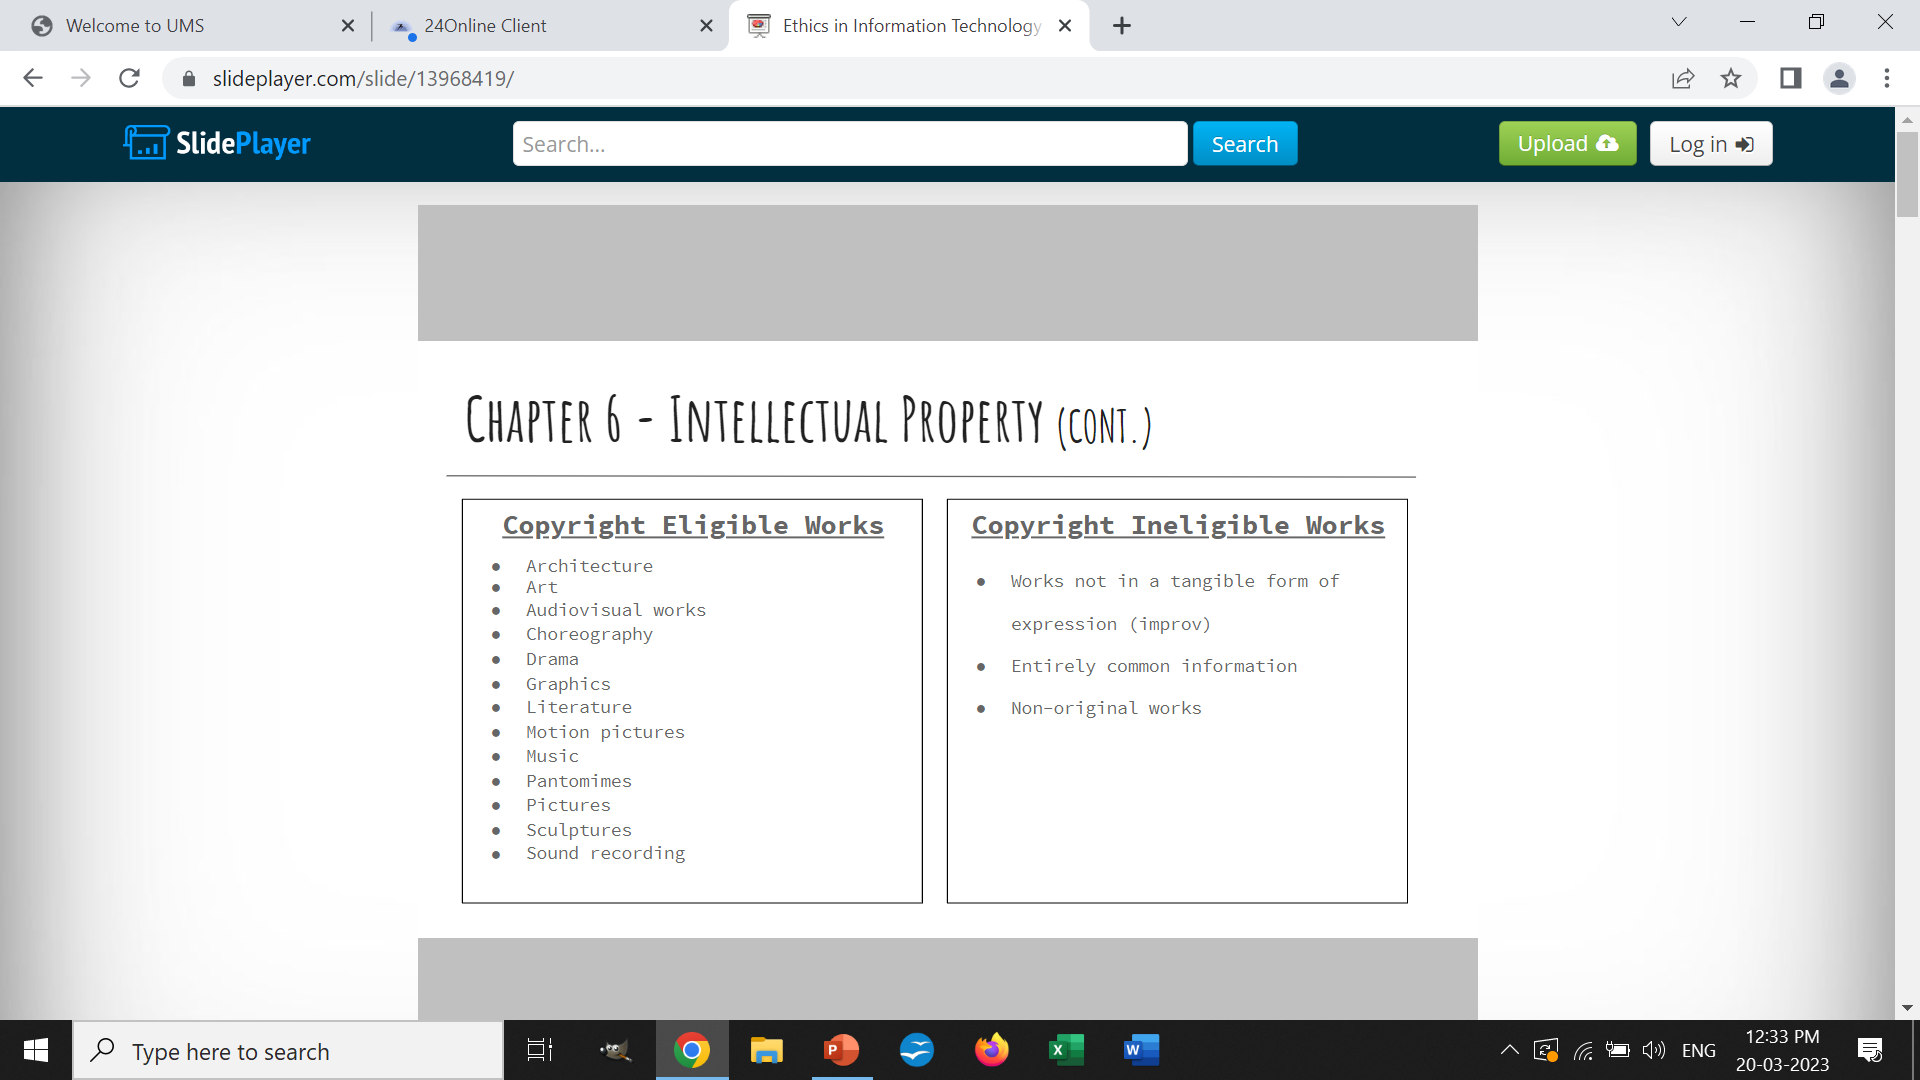 Welcome to UMS
24Online Client
Ethics in Information Technology
slideplayer.com/slide/13968419/
SlidePlayer
Search...
Search
Upload
Log in
Chapter 6 - Intellectual Property (cont.)
Copyright Eligible Works
Architecture
Art
Audiovisual works
Choreography
Drama
Graphics
Literature
Motion pictures
Music
Pantomimes
Pictures
Sculptures
Sound recording
Copyright Ineligible Works
Works not in a tangible form of
expression (improv)
Entirely common information
Non-original works
Type here to search
ENG
12:33 PM
20-03-2023